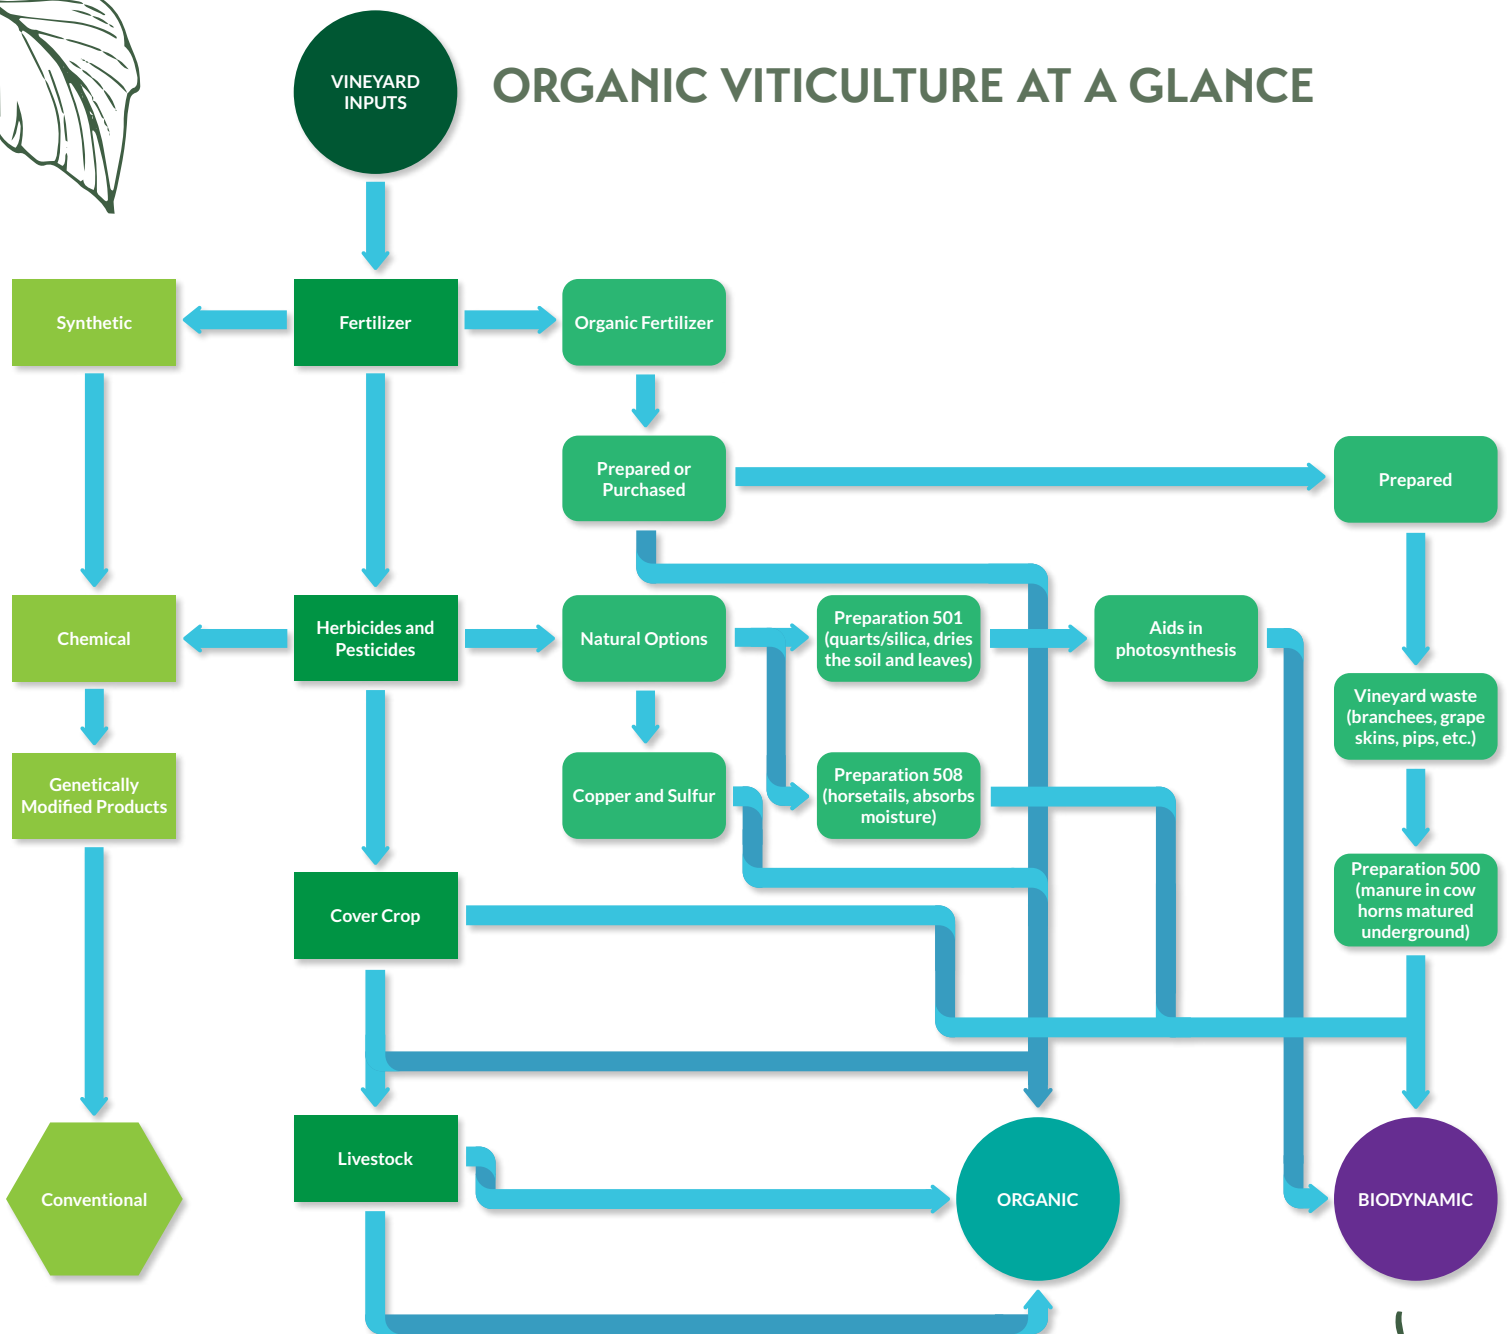 VINEYARD
INPUTS
ORGANIC VITICULTURE AT A GLANCE
Synthetic
Fertilizer
Organic Fertilizer
Prepared or
Purchased
Prepared
Chemical
Herbicides and
Pesticides
Natural Options
Preparation 501
(quarts/silica, dries
the soil and leaves)
Aids in
photosynthesis
Vineyard waste
(branchees, grape
skins, pips, etc.)
Genetically
Modified Products
Copper and Sulfur
Preparation 508
(horsetails, absorbs
moisture)
Preparation 500
(manure in cow
horns matured
underground)
Cover Crop
Livestock
Conventional
ORGANIC
BIODYNAMIC